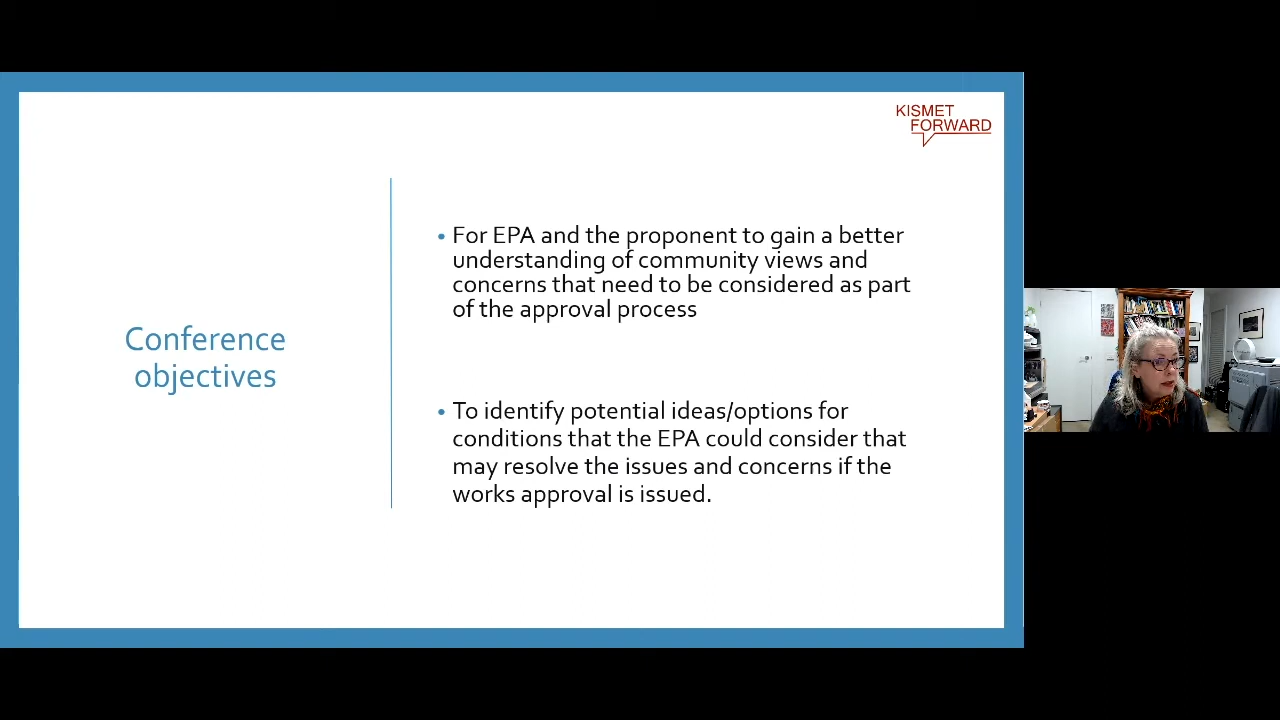 KISMET
FORWARD
Conference
objectives
• For EPA and the proponent to gain a better
understanding of community views and
concerns that need to be considered as part
of the approval process
• To identify potential ideas/options for
conditions that the EPA could consider that
may resolve the issues and concerns if the
works approval is issued.